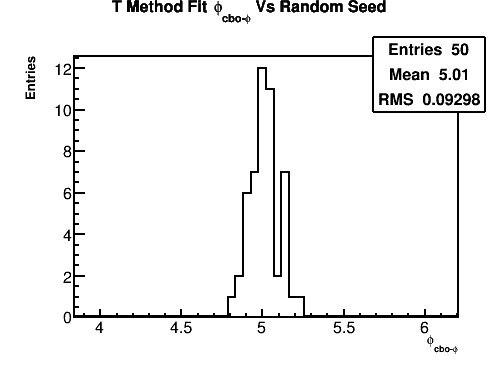 T Method Fit ϕcbo-ϕ Vs Random Seed
Entries 50
Mean 5.01
RMS 0.09298
Entries
12
10
8
6
4
2
0
4 4.5 5 5.5 6
ϕcbo-ϕ